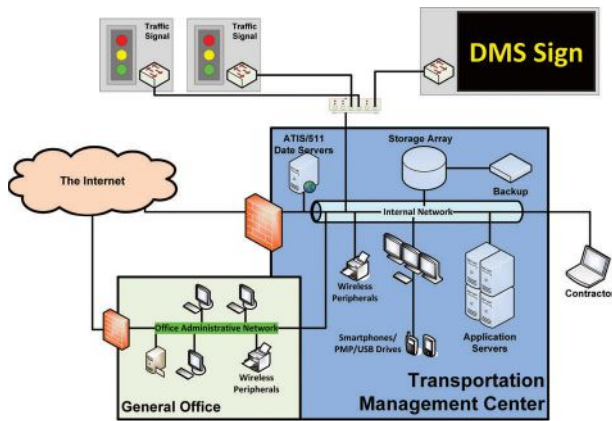 Traffic
Signal
Traffic
Signal
DMS Sign
ATIS/511
Date Servers
Storage Array
Backup
The Internet
Internal Network
Wireless
Peripherals
Contractor
Smartphones/
PMP/USB Drives
Application
Servers
Office Administrative Network
Wireless
Peripherals
General Office
Transportation
Management Center